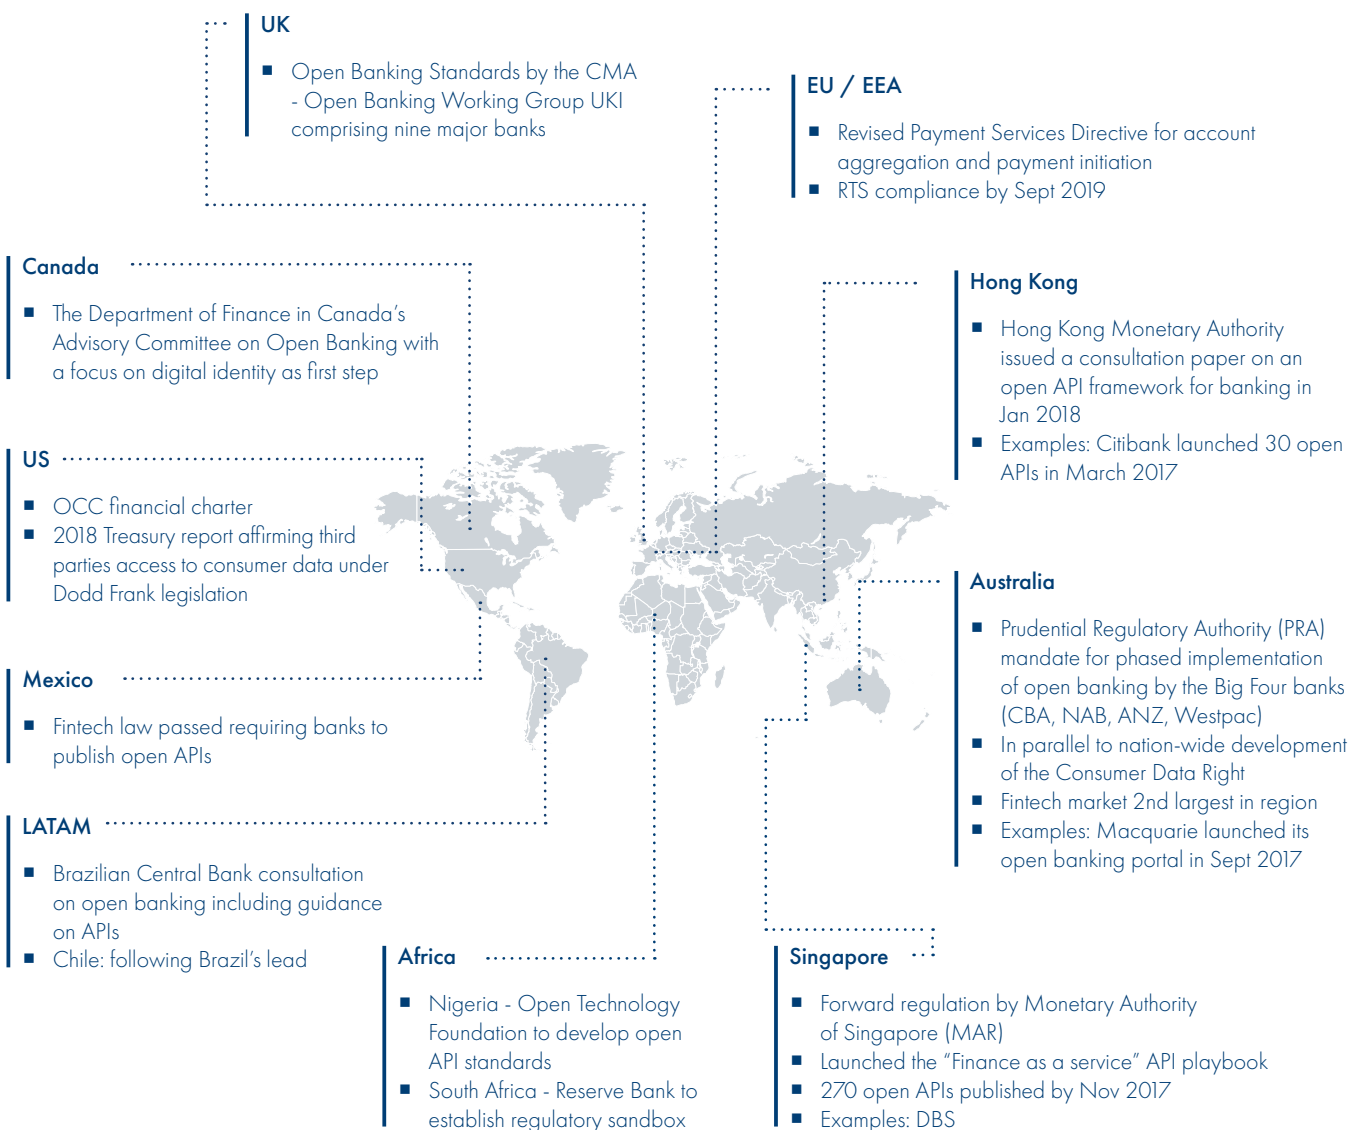 UK
■ Open Banking Standards by the CMA
- Open Banking Working Group UKI
comprising nine major banks
EU / EEA
■ Revised Payment Services Directive for account
aggregation and payment initiation
■ RTS compliance by Sept 2019
Canada
■ The Department of Finance in Canada's
Advisory Committee on Open Banking with
a focus on digital identity as first step
Hong Kong
■ Hong Kong Monetary Authority
issued a consultation paper on an
open API framework for banking in
Jan 2018
■ Examples: Citibank launched 30 open
APIs in March 2017
US
■ OCC financial charter
■ 2018 Treasury report affirming third
parties access to consumer data under
Dodd Frank legislation
Australia
■ Prudential Regulatory Authority (PRA)
mandate for phased implementation
of open banking by the Big Four banks
(CBA, NAB, ANZ, Westpac)
■ In parallel to nation-wide development
of the Consumer Data Right
■ Fintech market 2nd largest in region
■ Examples: Macquarie launched its
open banking portal in Sept 2017
Mexico
■ Fintech law passed requiring banks to
publish open APIs
LATAM
■ Brazilian Central Bank consultation
on open banking including guidance
on APIs
■ Chile: following Brazil's lead
Africa
■ Nigeria - Open Technology
Foundation to develop open
API standards
■ South Africa - Reserve Bank to
establish regulatory sandbox
Singapore
■ Forward regulation by Monetary Authority
of Singapore (MAR)
■ Launched the "Finance as a service" API playbook
■ 270 open APIs published by Nov 2017
■ Examples: DBS